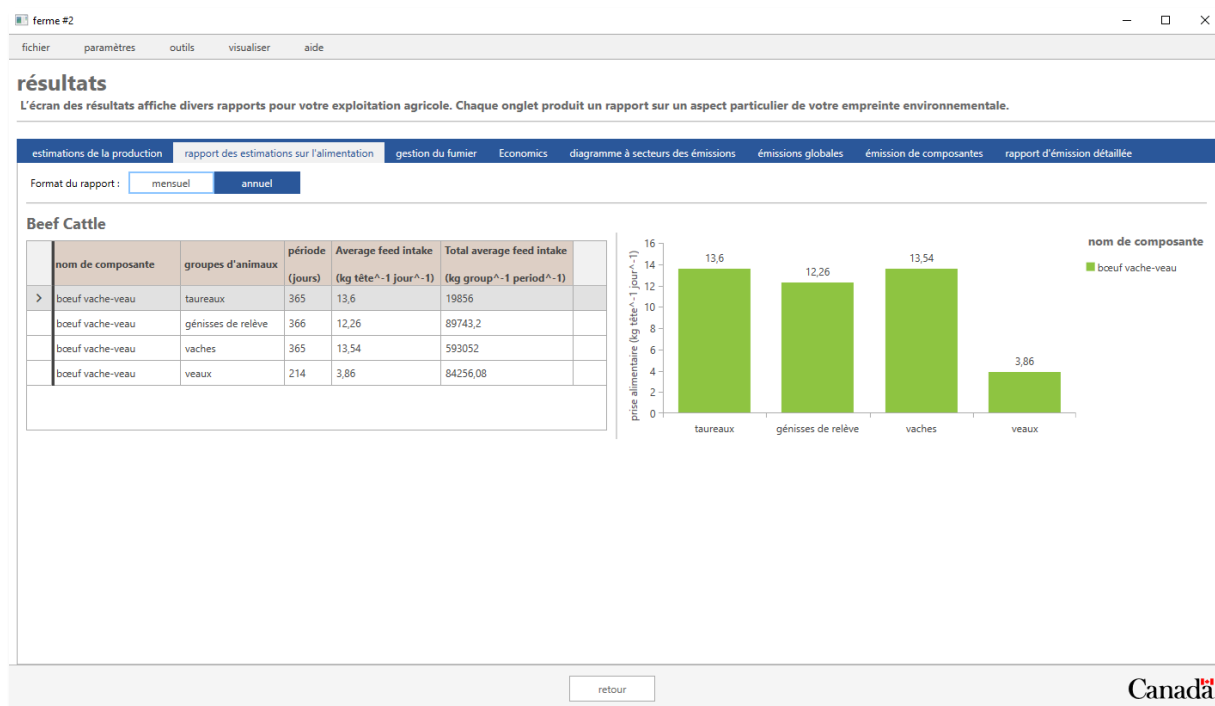 ferme #2
fichier paramètres outils visualiser aide
résultats
L'écran des résultats affiche divers rapports pour votre exploitation agricole. Chaque onglet produit un rapport sur un aspect particulier de votre empreinte environnementale.
estimations de la production rapport des estimations sur l'alimentation gestion du fumier Economics diagramme à secteurs des émissions émissions globales émission de composantes rapport d'émission détaillée
Format du rapport : mensuel annuel
Beef Cattle
nom de composante groupes d'animaux période (jours) Average feed intake (kg tête^-1 jour^-1) Total average feed intake (kg group^-1 period^-1)
bœuf vache-veau taureaux 365 13,6 19856
bœuf vache-veau génisses de relève 366 12,26 89743,2
bœuf vache-veau vaches 365 13,54 593052
bœuf vache-veau veaux 214 3,86 84256,08
prise alimentaire (kg tête^-1 jour^-1)
16
14
12
10
8
6
4
2
0
13,6 12,26 13,54 3,86
taureaux génisses de relève vaches veaux
nom de composante
bœuf vache-veau
retour
Canada